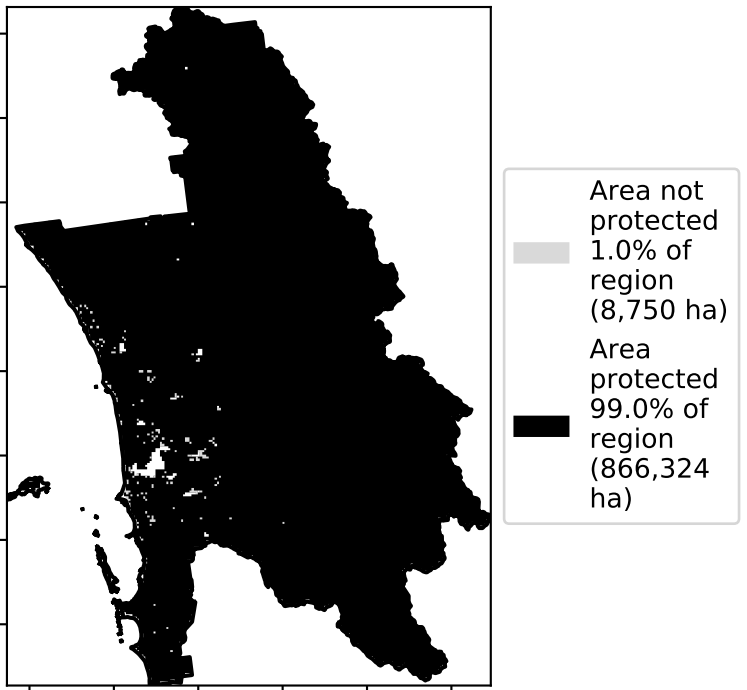 Area not
protected
1.0% of
region
(8,750 ha)
Area
protected
99.0% of
region
(866,324
ha)